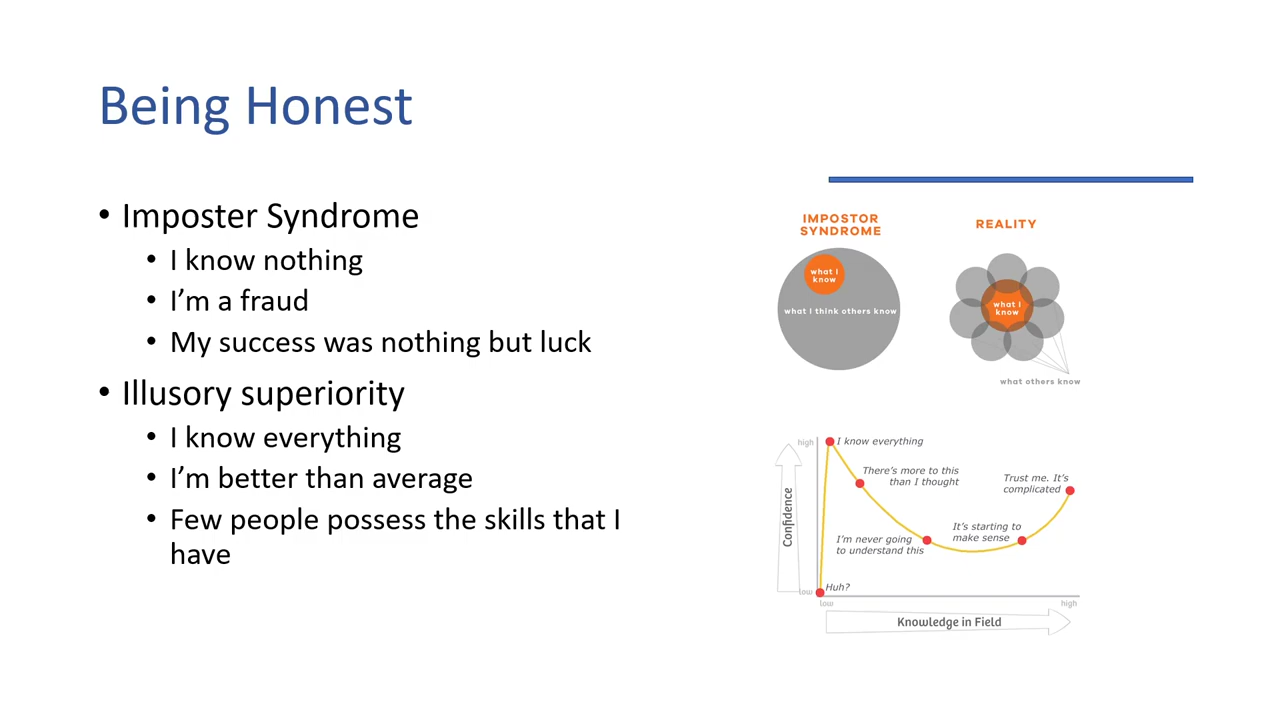 Being Honest
• Imposter Syndrome
• I know nothing
• I'm a fraud
• My success was nothing but luck
• Illusory superiority
• I know everything
• I'm better than average
• Few people possess the skills that I
have
IMPOSTOR
SYNDROME
what I
know
what I think others know
REALITY
what I
know
what others know
high
Confidence
low
I know everything
There's more to this
than I thought
I'm never going
to understand this
It's starting to
make sense
Trust me. It's
complicated
Huh?
low
high
Knowledge in Field